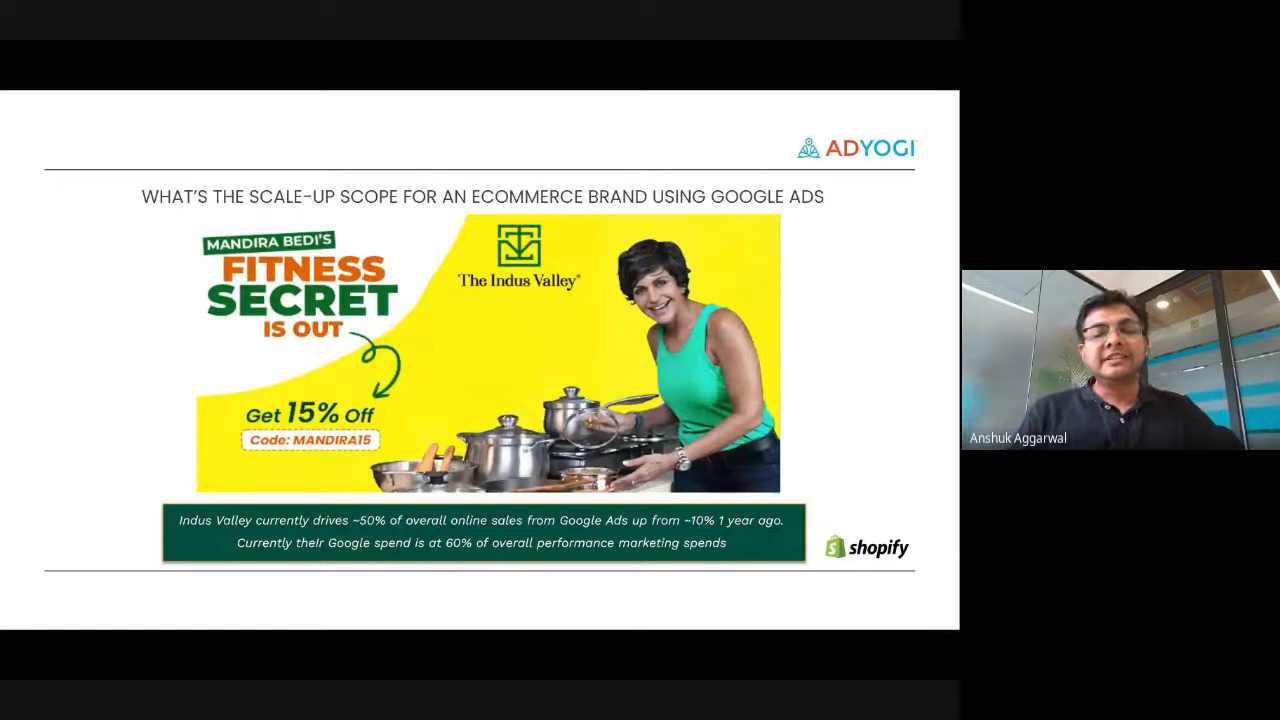 ADYOGI
WHAT'S THE SCALE-UP SCOPE FOR AN ECOMMERCE BRAND USING GOOGLE ADS
MANDIRA BEDI'S
FITNESS
SECRET
IS OUT
The Indus Valley®
Get 15% Off
Code: MANDIRA15
Indus Valley currently drives ~50% of overall online sales from Google Ads up from ~10% 1 year ago.
Currently theIr Google spend is at 60% of overall performance marketing spends
shopify
Anshuk Aggarwal